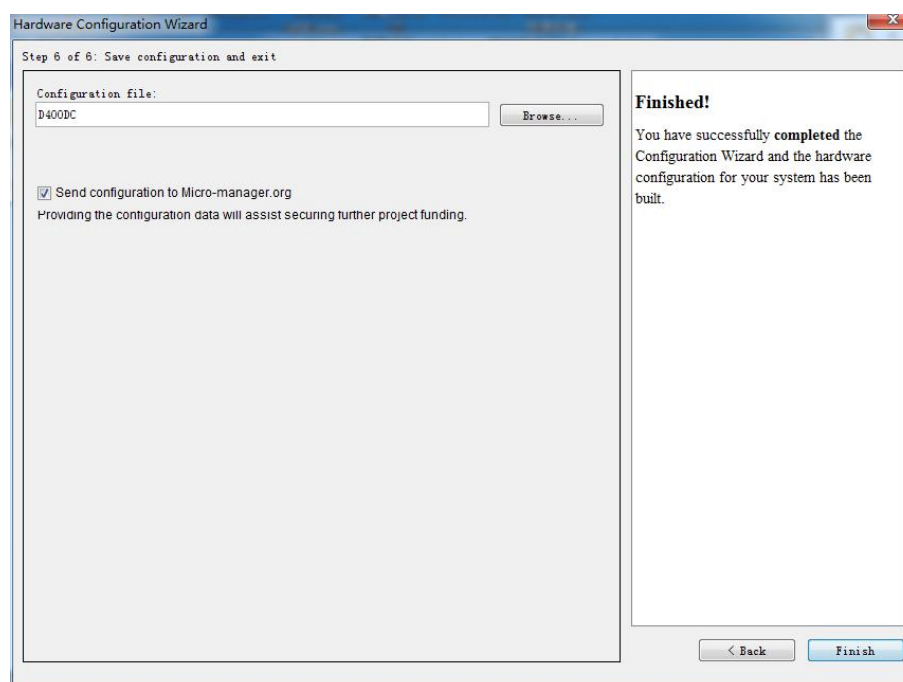 Hardware Configuration Wizard
Step 6 of 6: Save configuration and exit
Configuration file:
D400DC
Browse...
Send configuration to Micro-manager.org
Providing the configuration data will assist securing further project funding.
Finished!
You have successfully completed the
Configuration Wizard and the hardware
configuration for your system has been
built.
< Back
Finish